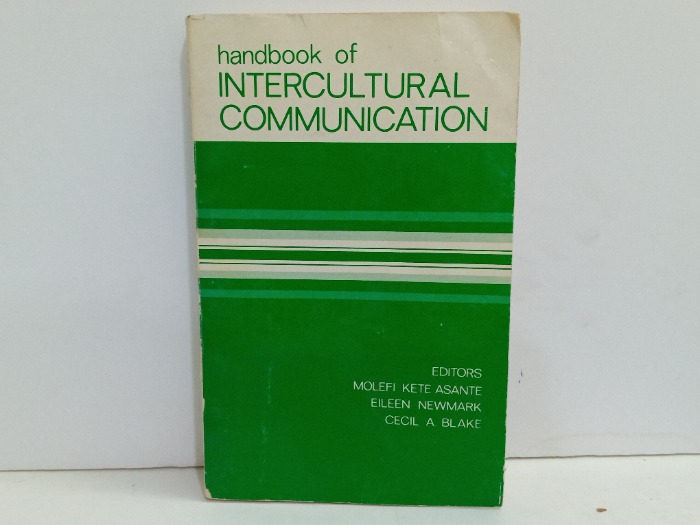 handbook of
INTERCULTURAL
COMMUNICATION
EDITORS
MOLEFI KETE ASANTE
EILEEN NEWMARK
CECIL A BLAKE